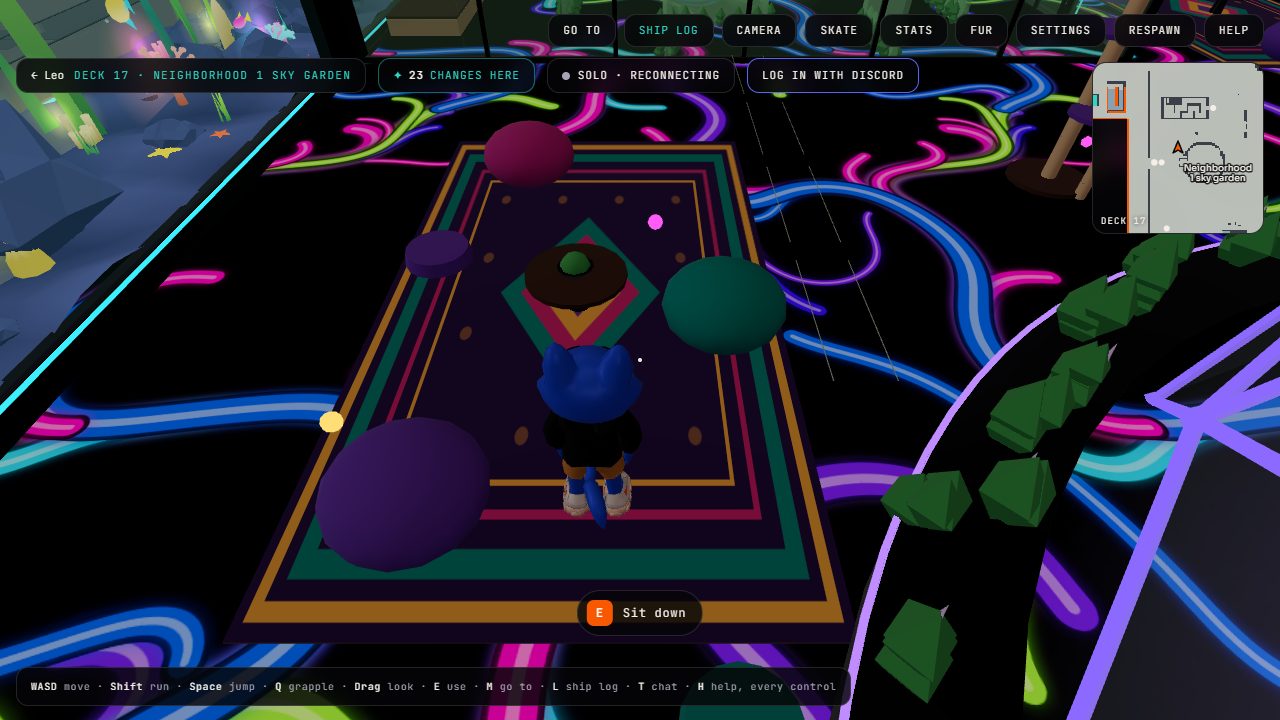 GO TO
SHIP LOG
CAMERA
SKATE
STATS
FUR
SETTINGS
RESPAWN
HELP
← Leo DECK 17 · NEIGHBORHOOD 1 SKY GARDEN
✦ 23 CHANGES HERE
SOLO · RECONNECTING
LOG IN WITH DISCORD
Neighborhood
1 sky garden
DECK 17
E Sit down
WASD move · Shift run · Space jump · Q grapple · Drag look · E use · M go to · L ship log · T chat · H help, every control